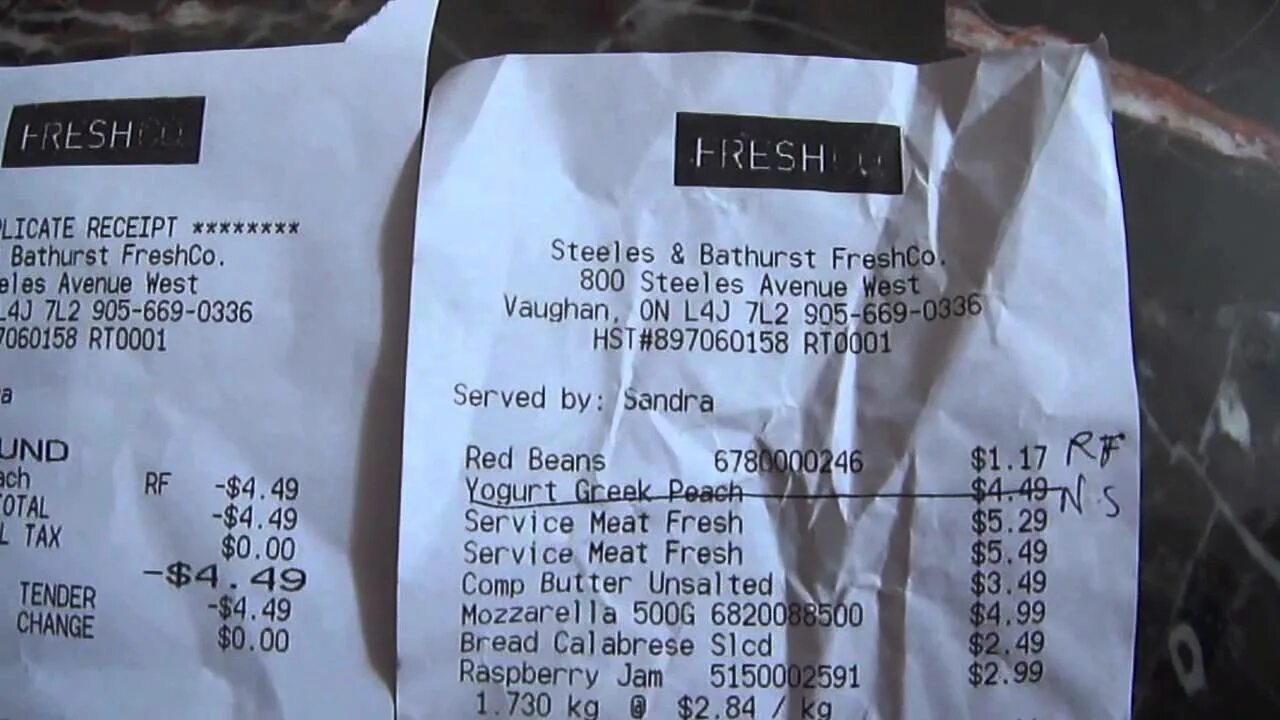 FRESHCO
LICATE RECEIPT ********
Bathurst FreshCo.
eles Avenue West
L4J 7L2 905-669-0336
7060158 RT0001
a
UND
ach RF -$4.49
OTAL -$4.49
L TAX $0.00
-$4.49
TENDER -$4.49
CHANGE $0.00
FRESHCO
Steeles & Bathurst FreshCo.
800 Steeles Avenue West
Vaughan, ON L4J 7L2 905-669-0336
HST#897060158 RT0001
Served by: Sandra
Red Beans 6780000246 $1.17 RF
Yogurt Greek Peach $4.49 N.S
Service Meat Fresh $5.29
Service Meat Fresh $5.49
Comp Butter Unsalted $3.49
Mozzarella 500G 6820088500 $4.99
Bread Calabrese Slcd $2.49
Raspberry Jam 5150002591 $2.99
1.730 kg @ $2.84 / kg